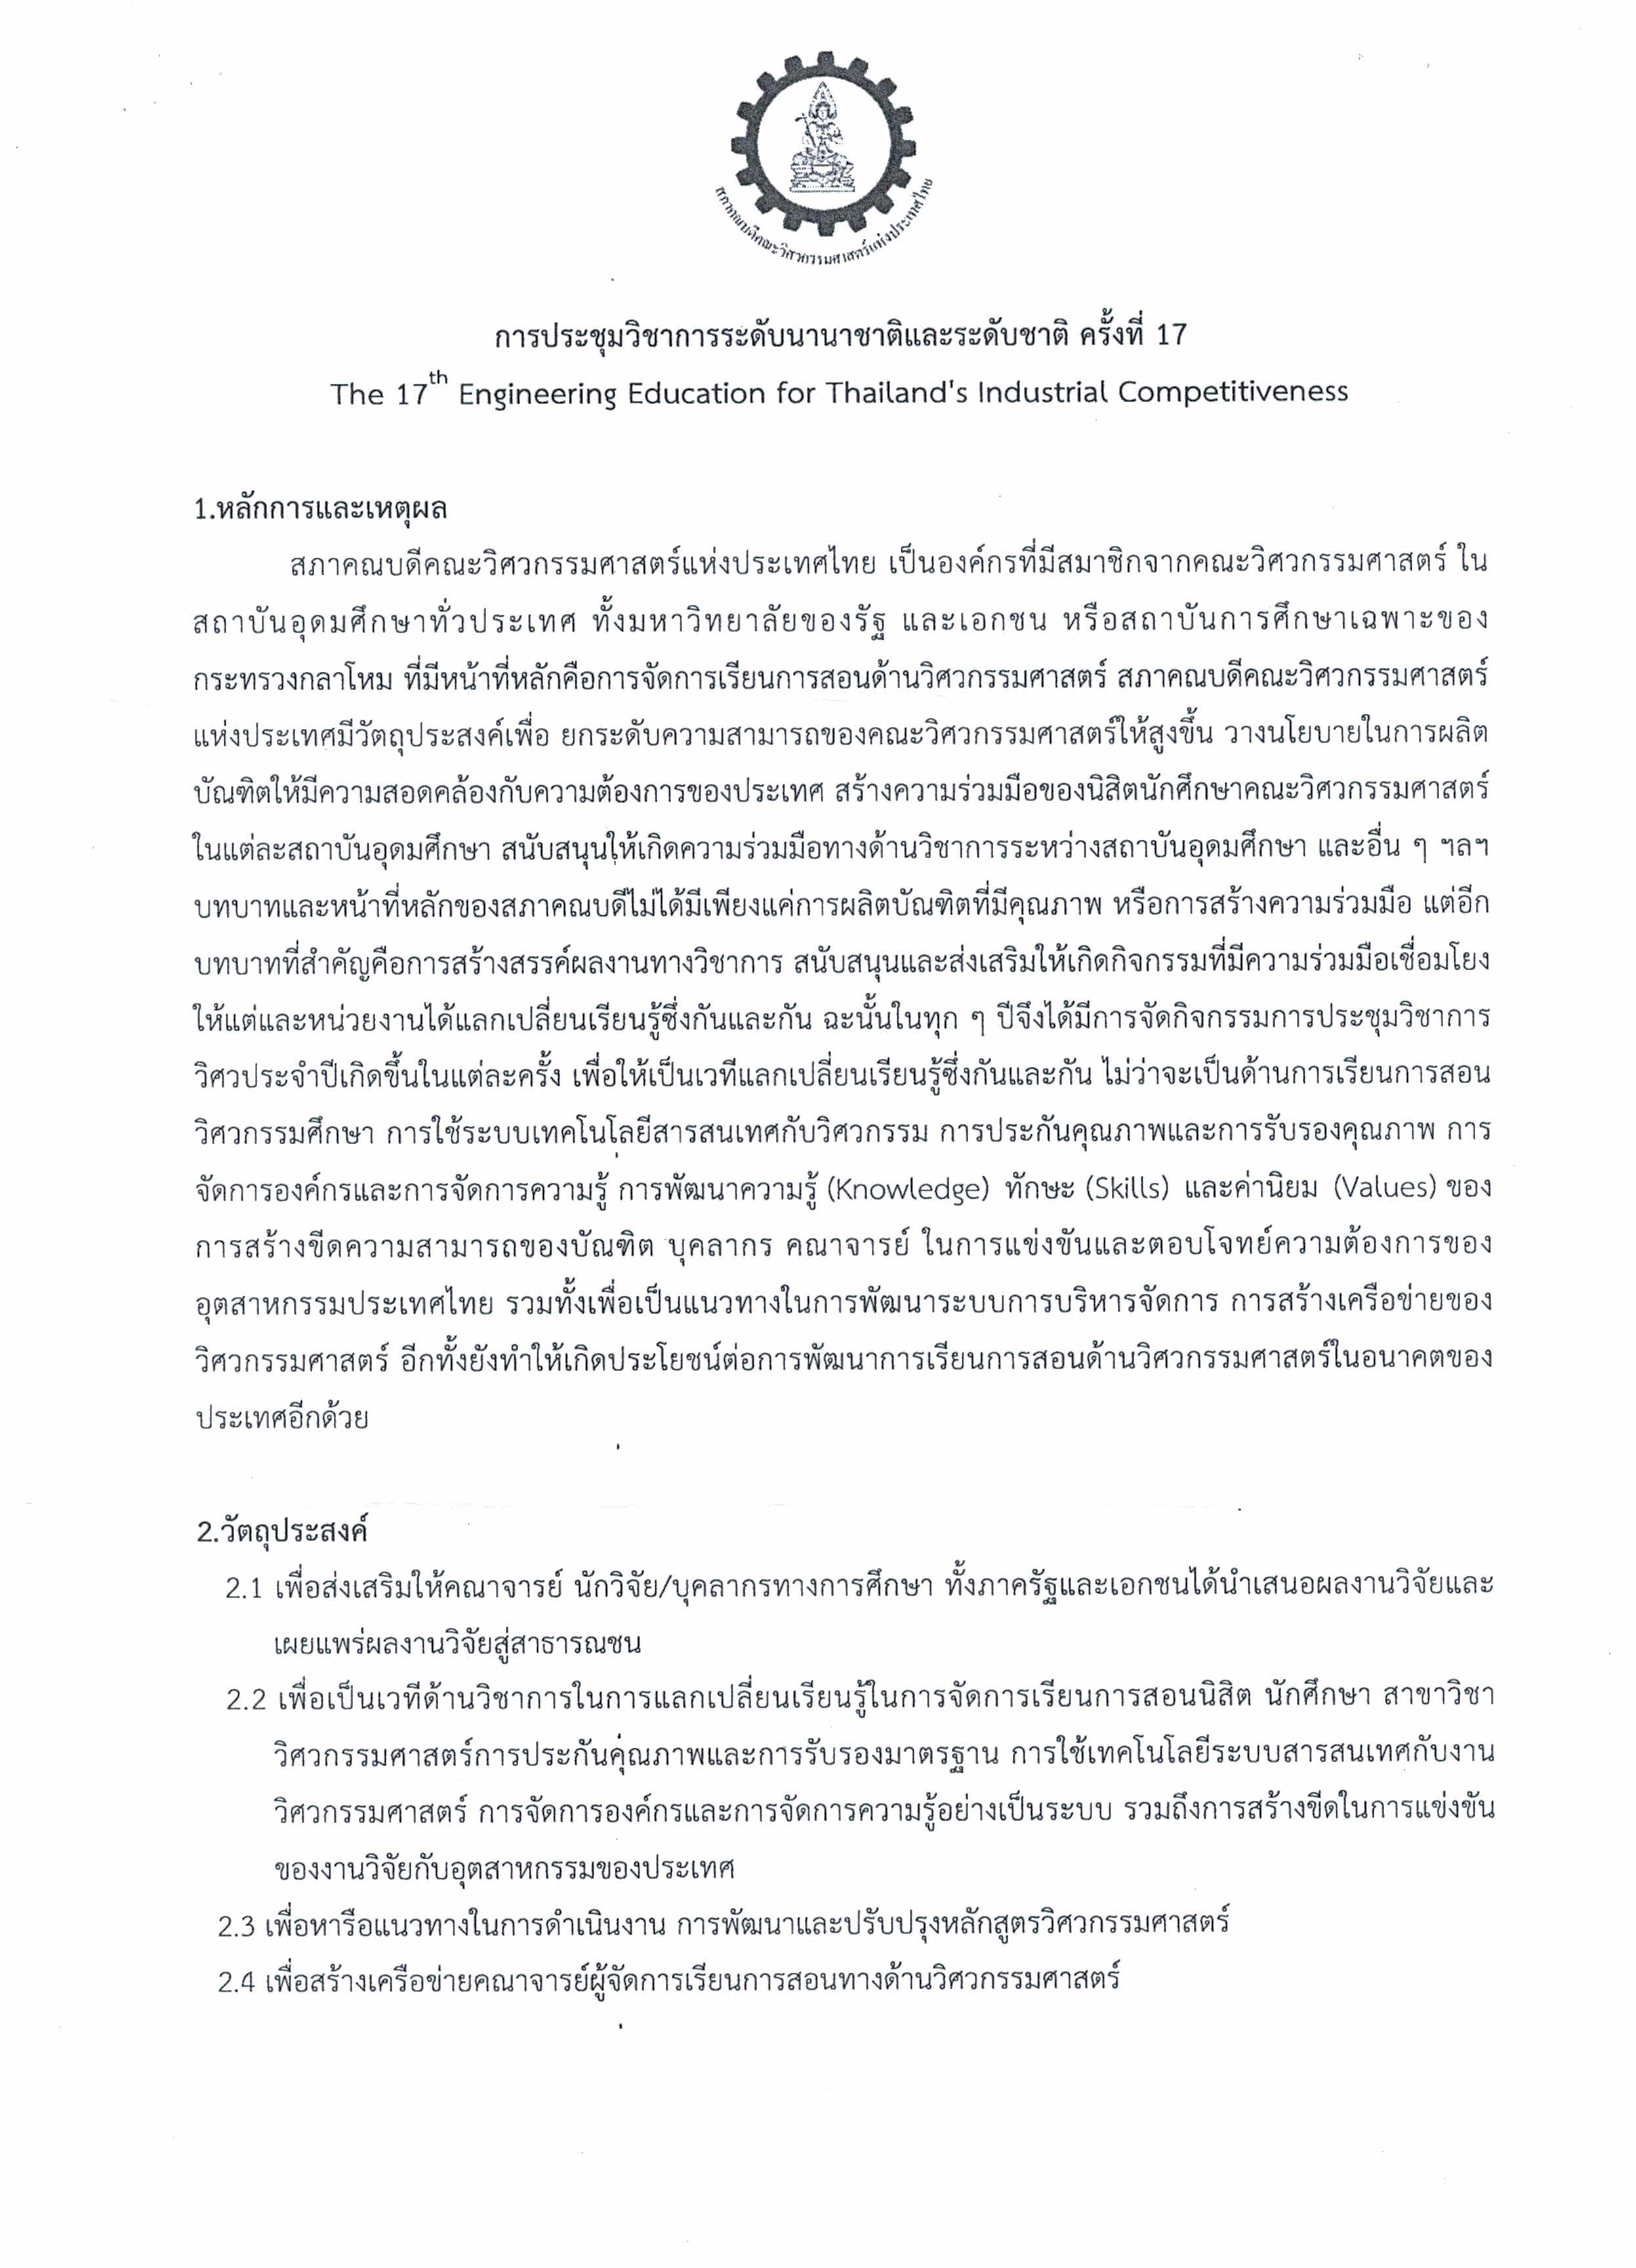 สภาคณบดีคณะวิศวกรรมศาสตร์แห่งประเทศไทย
การประชุมวิชาการระดับนานาชาติและระดับชาติ ครั้งที่ 17
The 17th Engineering Education for Thailand's Industrial Competitiveness
1.หลักการและเหตุผล
สภาคณบดีคณะวิศวกรรมศาสตร์แห่งประเทศไทย เป็นองค์กรที่มีสมาชิกจากคณะวิศวกรรมศาสตร์ ใน
สถาบันอุดมศึกษาทั่วประเทศ ทั้งมหาวิทยาลัยของรัฐ และเอกชน หรือสถาบันการศึกษาเฉพาะของ
กระทรวงกลาโหม ที่มีหน้าที่หลักคือการจัดการเรียนการสอนด้านวิศวกรรมศาสตร์ สภาคณบดีคณะวิศวกรรมศาสตร์
แห่งประเทศมีวัตถุประสงค์เพื่อ ยกระดับความสามารถของคณะวิศวกรรมศาสตร์ให้สูงขึ้น วางนโยบายในการผลิต
บัณฑิตให้มีความสอดคล้องกับความต้องการของประเทศ สร้างความร่วมมือของนิสิตนักศึกษาคณะวิศวกรรมศาสตร์
ในแต่ละสถาบันอุดมศึกษา สนับสนุนให้เกิดความร่วมมือทางด้านวิชาการระหว่างสถาบันอุดมศึกษา และอื่น ๆ ฯลฯ
บทบาทและหน้าที่หลักของสภาคณบดีไม่ได้มีเพียงแค่การผลิตบัณฑิตที่มีคุณภาพ หรือการสร้างความร่วมมือ แต่อีก
บทบาทที่สำคัญคือการสร้างสรรค์ผลงานทางวิชาการ สนับสนุนและส่งเสริมให้เกิดกิจกรรมที่มีความร่วมมือเชื่อมโยง
ให้แต่และหน่วยงานได้แลกเปลี่ยนเรียนรู้ซึ่งกันและกัน ฉะนั้นในทุก ๆ ปีจึงได้มีการจัดกิจกรรมการประชุมวิชาการ
วิศวประจำปีเกิดขึ้นในแต่ละครั้ง เพื่อให้เป็นเวทีแลกเปลี่ยนเรียนรู้ซึ่งกันและกัน ไม่ว่าจะเป็นด้านการเรียนการสอน
วิศวกรรมศึกษา การใช้ระบบเทคโนโลยีสารสนเทศกับวิศวกรรม การประกันคุณภาพและการรับรองคุณภาพ การ
จัดการองค์กรและการจัดการความรู้ การพัฒนาความรู้ (Knowledge) ทักษะ (Skills) และค่านิยม (Values) ของ
การสร้างขีดความสามารถของบัณฑิต บุคลากร คณาจารย์ ในการแข่งขันและตอบโจทย์ความต้องการของ
อุตสาหกรรมประเทศไทย รวมทั้งเพื่อเป็นแนวทางในการพัฒนาระบบการบริหารจัดการ การสร้างเครือข่ายของ
วิศวกรรมศาสตร์ อีกทั้งยังทำให้เกิดประโยชน์ต่อการพัฒนาการเรียนการสอนด้านวิศวกรรมศาสตร์ในอนาคตของ
ประเทศอีกด้วย
2.วัตถุประสงค์
2.1 เพื่อส่งเสริมให้คณาจารย์ นักวิจัย/บุคลากรทางการศึกษา ทั้งภาครัฐและเอกชนได้นำเสนอผลงานวิจัยและ
เผยแพร่ผลงานวิจัยสู่สาธารณชน
2.2 เพื่อเป็นเวทีด้านวิชาการในการแลกเปลี่ยนเรียนรู้ในการจัดการเรียนการสอนนิสิต นักศึกษา สาขาวิชา
วิศวกรรมศาสตร์การประกันคุณภาพและการรับรองมาตรฐาน การใช้เทคโนโลยีระบบสารสนเทศกับงาน
วิศวกรรมศาสตร์ การจัดการองค์กรและการจัดการความรู้อย่างเป็นระบบ รวมถึงการสร้างขีดในการแข่งขัน
ของงานวิจัยกับอุตสาหกรรมของประเทศ
2.3 เพื่อหารือแนวทางในการดำเนินงาน การพัฒนาและปรับปรุงหลักสูตรวิศวกรรมศาสตร์
2.4 เพื่อสร้างเครือข่ายคณาจารย์ผู้จัดการเรียนการสอนทางด้านวิศวกรรมศาสตร์